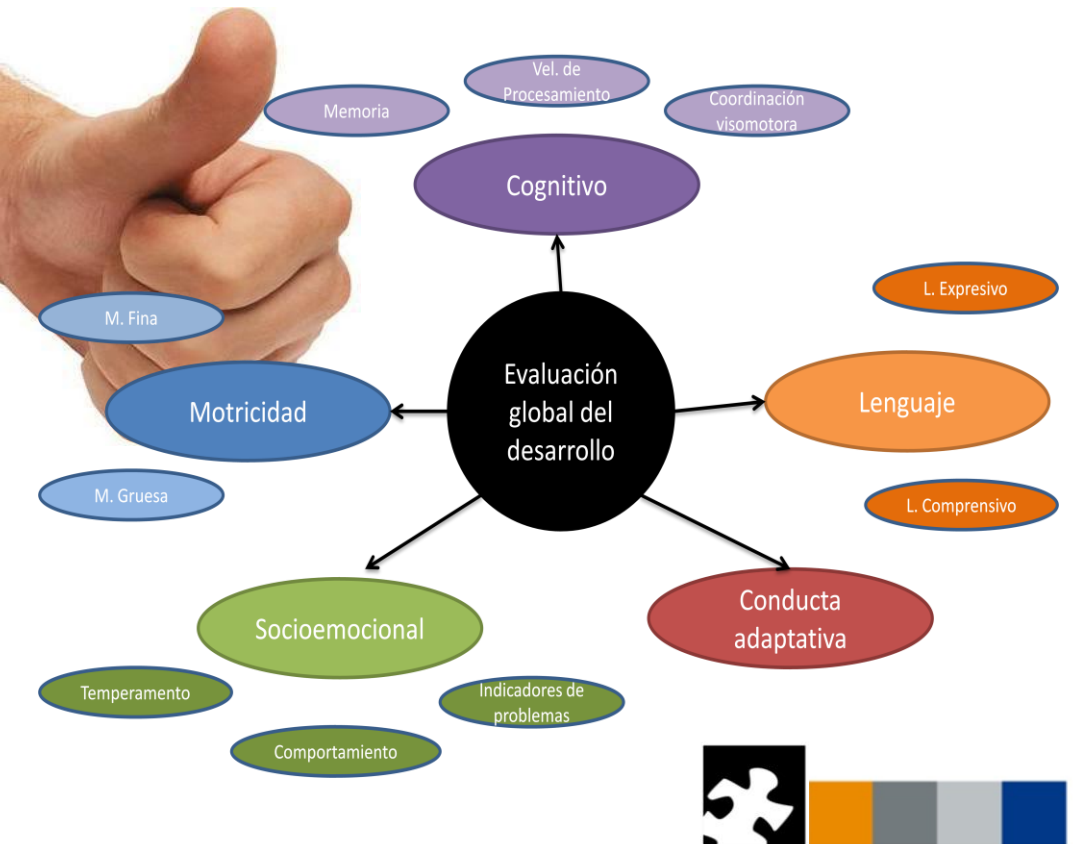 Vel. de
Procesamiento
Memoria
Coordinación
visomotora
Cognitivo
L. Expresivo
M. Fina
Evaluación
global del
desarrollo
Motricidad
Lenguaje
M. Gruesa
L. Comprensivo
Conducta
adaptativa
Socioemocional
Temperamento
Indicadores de
problemas
Comportamiento